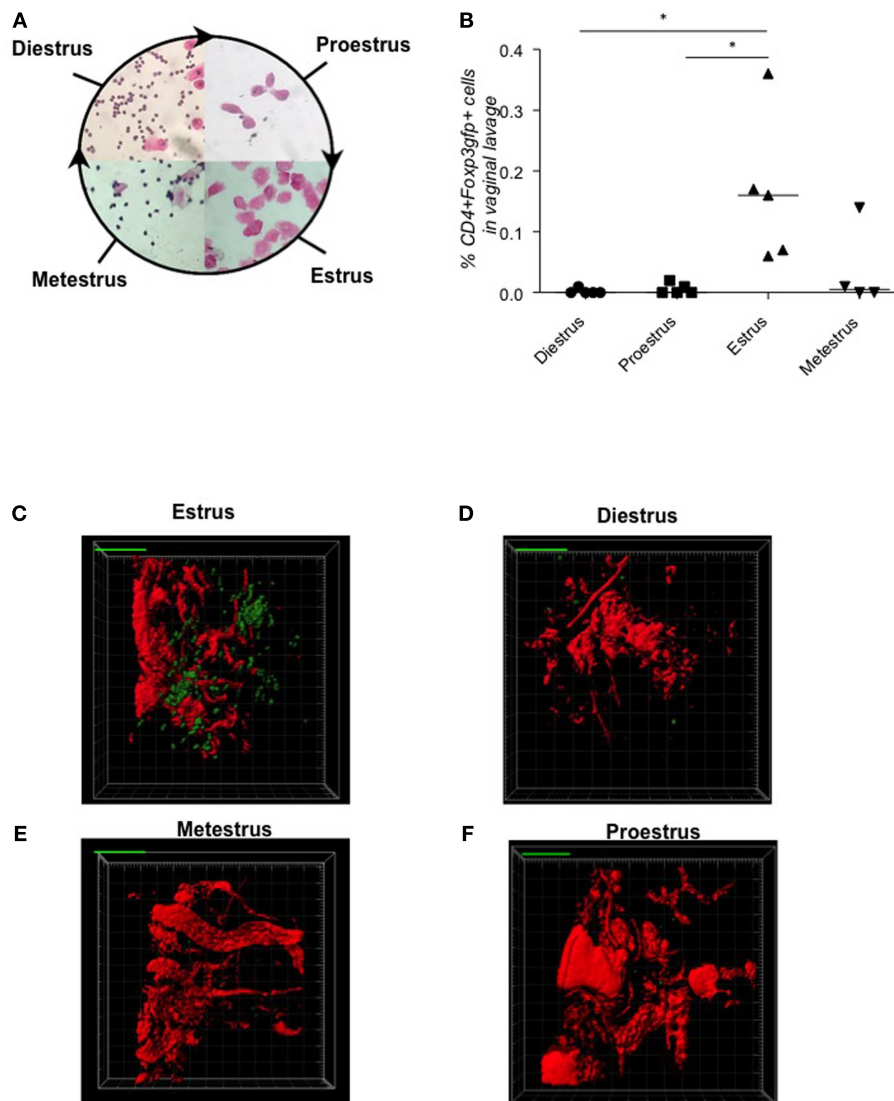 A
Diestrus
Proestrus
Metestrus
Estrus
B
*
*
% CD4+Foxp3gfp+ cells
in vaginal lavage
0.4
0.3
0.2
0.1
0.0
Diestrus
Proestrus
Estrus
Metestrus
C
Estrus
D
Diestrus
E
Metestrus
F
Proestrus